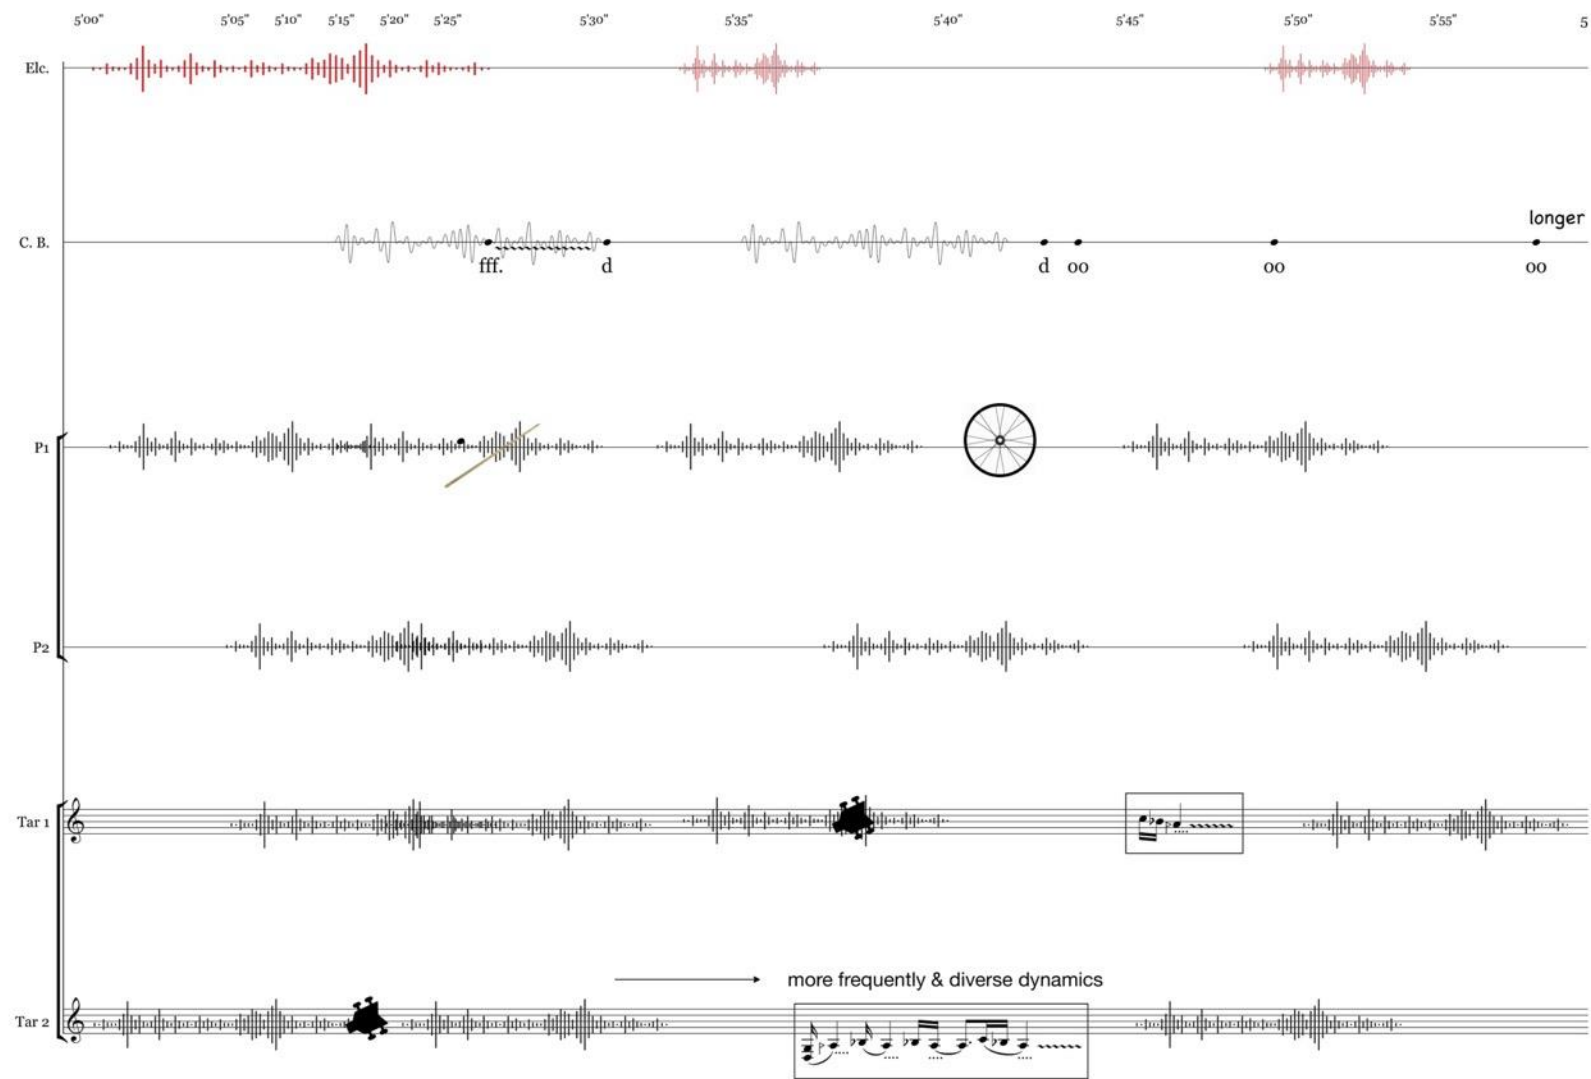 5'00" 5'05" 5'10" 5'15" 5'20" 5'25" 5'30" 5'35" 5'40" 5'45" 5'50" 5'55" 5
Elc.
longer
C. B.
fff. d d oo oo oo
P1
P2
Tar 1
more frequently & diverse dynamics
Tar 2